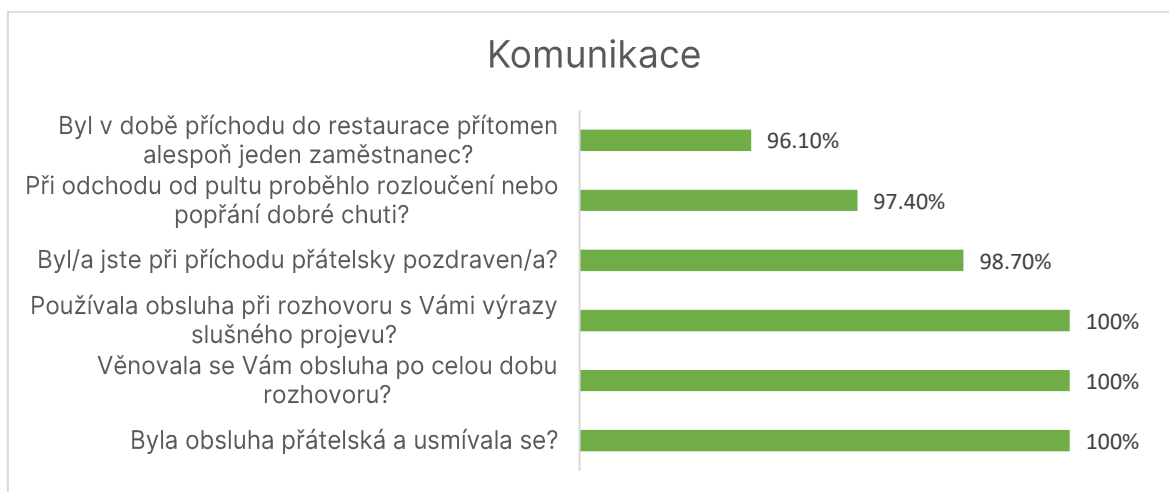 Komunikace
Byl v době příchodu do restaurace přítomen
alespoň jeden zaměstnanec?
96.10%
Při odchodu od pultu proběhlo rozloučení nebo
popřání dobré chuti?
97.40%
Byl/a jste při příchodu přátelsky pozdraven/a?
98.70%
Používala obsluha při rozhovoru s Vámi výrazy
slušného projevu?
100%
Věnovala se Vám obsluha po celou dobu
rozhovoru?
100%
Byla obsluha přátelská a usmívala se?
100%